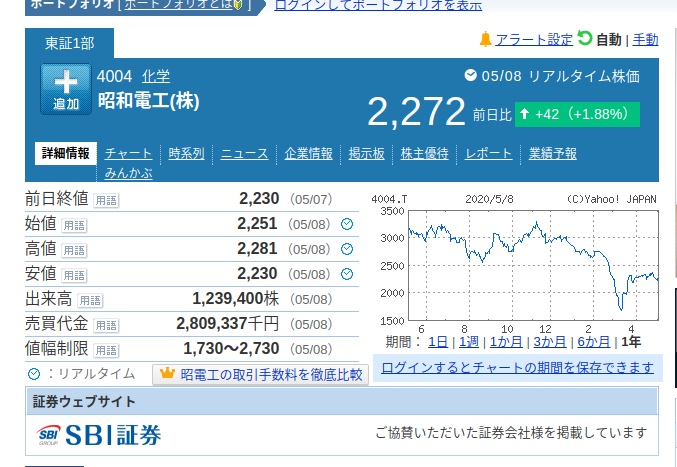 ポートフォリオ [ ポートフォリオとは ] ログインしてポートフォリオを表示
東証1部
アラート設定 自動 | 手動
追加
4004 化学
昭和電工(株)
05/08 リアルタイム株価
2,272 前日比 +42（+1.88%）
詳細情報 チャート 時系列 ニュース 企業情報 掲示板 株主優待 レポート 業績予報
みんかぶ
前日終値 用語 2,230 （05/07）
始値 用語 2,251 （05/08）
高値 用語 2,281 （05/08）
安値 用語 2,230 （05/08）
出来高 用語 1,239,400株 （05/08）
売買代金 用語 2,809,337千円 （05/08）
値幅制限 用語 1,730～2,730 （05/08）
：リアルタイム 昭電工の取引手数料を徹底比較
4004.T 2020/5/8 (C)Yahoo! JAPAN
3500
3000
2500
2000
1500
6 8 10 12 2 4
期間： 1日 | 1週 | 1か月 | 3か月 | 6か月 | 1年
ログインするとチャートの期間を保存できます
証券ウェブサイト
SBI GROUP SBI証券
ご協賛いただいた証券会社様を掲載しています